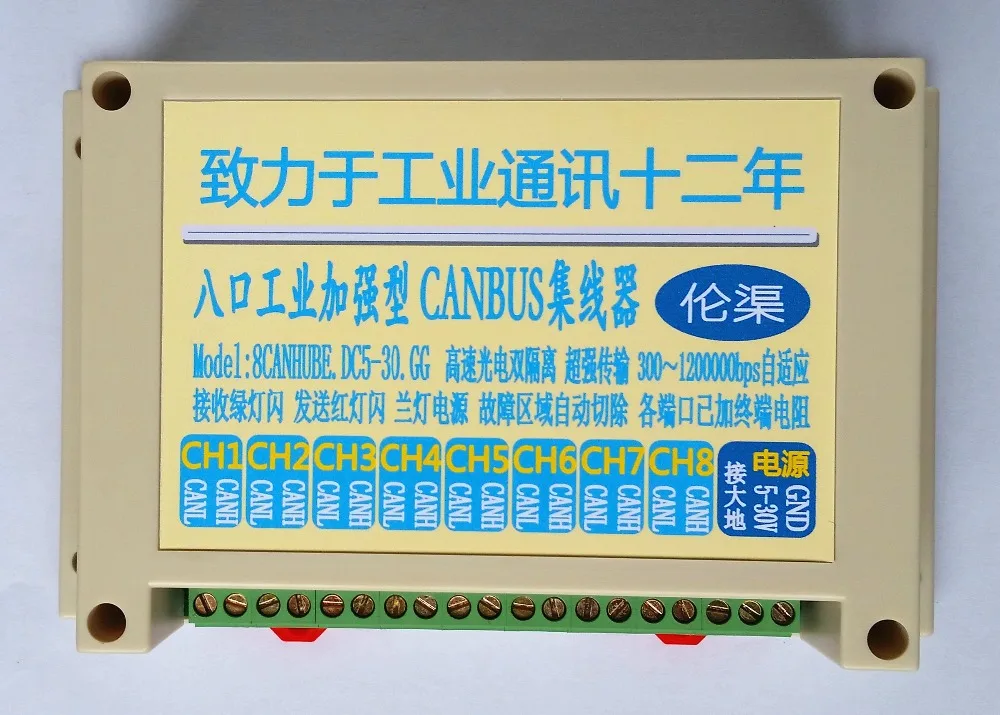 致力于工业通讯十二年
八口工业加强型 CANBUS集线器 伦渠
Model:8CANHUBE.DC5-30.GG 高速光电双隔离 超强传输 300～1200000bps自适应
接收绿灯闪 发送红灯闪 兰灯电源 故障区域自动切除 各端口已加终端电阻
CH1 CH2 CH3 CH4 CH5 CH6 CH7 CH8 电源
CANL CANH CANL CANH CANL CANH CANL CANH CANL CANH CANL CANH CANL CANH CANL CANH 接大地 5-30V GND